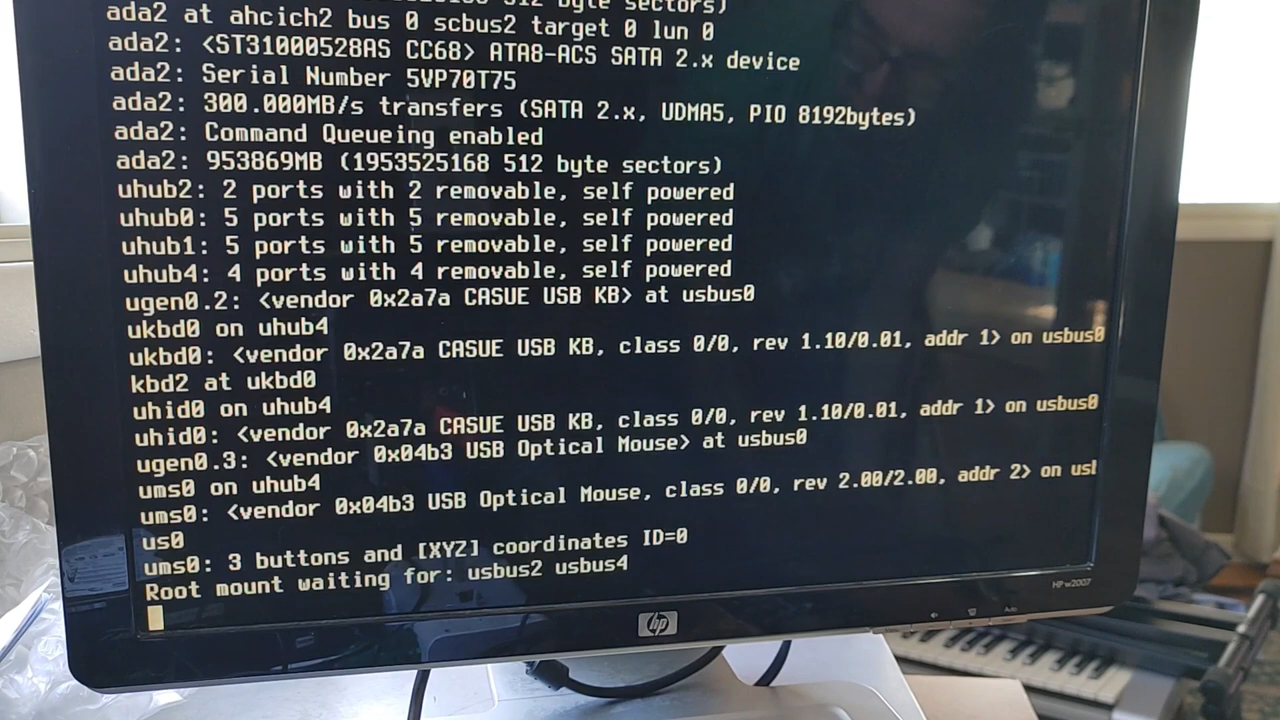 512 byte sectors)
ada2 at ahcich2 bus 0 scbus2 target 0 lun 0
ada2: <ST31000528AS CC68> ATA8-ACS SATA 2.x device
ada2: Serial Number 5VP70T75
ada2: 300.000MB/s transfers (SATA 2.x, UDMA5, PIO 8192bytes)
ada2: Command Queueing enabled
ada2: 953869MB (1953525168 512 byte sectors)
uhub2: 2 ports with 2 removable, self powered
uhub0: 5 ports with 5 removable, self powered
uhub1: 5 ports with 5 removable, self powered
uhub4: 4 ports with 4 removable, self powered
ugen0.2: <vendor 0x2a7a CASUE USB KB> at usbus0
ukbd0 on uhub4
ukbd0: <vendor 0x2a7a CASUE USB KB, class 0/0, rev 1.10/0.01, addr 1> on usbus0
kbd2 at ukbd0
uhid0 on uhub4
uhid0: <vendor 0x2a7a CASUE USB KB, class 0/0, rev 1.10/0.01, addr 1> on usbus0
ugen0.3: <vendor 0x04b3 USB Optical Mouse> at usbus0
ums0 on uhub4
ums0: <vendor 0x04b3 USB Optical Mouse, class 0/0, rev 2.00/2.00, addr 2> on usb
us0
ums0: 3 buttons and [XYZ] coordinates ID=0
Root mount waiting for: usbus2 usbus4
HP w2007
Auto
hp